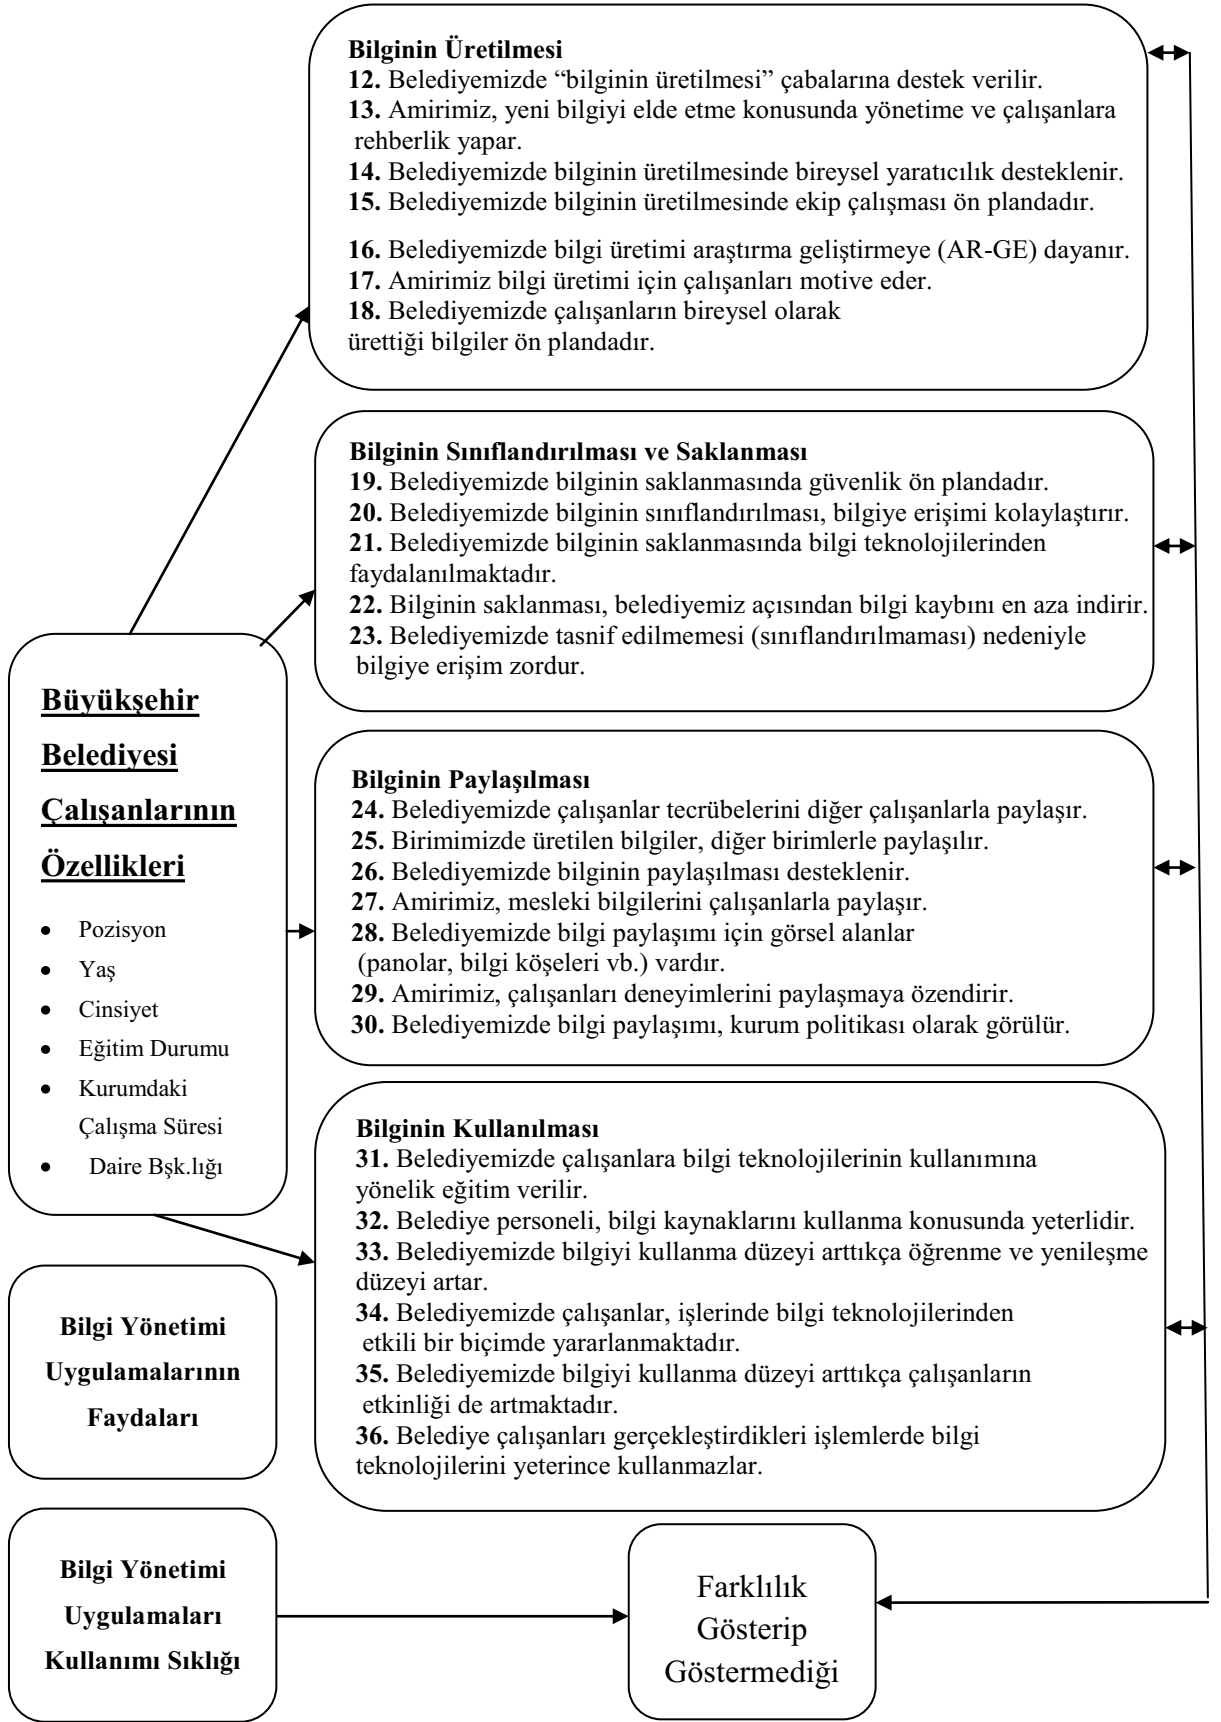 Bilginin Üretilmesi
12. Belediyemizde “bilginin üretilmesi” çabalarına destek verilir.
13. Amirimiz, yeni bilgiyi elde etme konusunda yönetime ve çalışanlara
rehberlik yapar.
14. Belediyemizde bilginin üretilmesinde bireysel yaratıcılık desteklenir.
15. Belediyemizde bilginin üretilmesinde ekip çalışması ön plandadır.
16. Belediyemizde bilgi üretimi araştırma geliştirmeye (AR-GE) dayanır.
17. Amirimiz bilgi üretimi için çalışanları motive eder.
18. Belediyemizde çalışanların bireysel olarak
ürettiği bilgiler ön plandadır.
Bilginin Sınıflandırılması ve Saklanması
19. Belediyemizde bilginin saklanmasında güvenlik ön plandadır.
20. Belediyemizde bilginin sınıflandırılması, bilgiye erişimi kolaylaştırır.
21. Belediyemizde bilginin saklanmasında bilgi teknolojilerinden
faydalanılmaktadır.
22. Bilginin saklanması, belediyemiz açısından bilgi kaybını en aza indirir.
23. Belediyemizde tasnif edilmemesi (sınıflandırılmaması) nedeniyle
bilgiye erişim zordur.
Büyükşehir
Belediyesi
Çalışanlarının
Özellikleri
• Pozisyon
• Yaş
• Cinsiyet
• Eğitim Durumu
• Kurumdaki
Çalışma Süresi
• Daire Bşk.lığı
Bilginin Paylaşılması
24. Belediyemizde çalışanlar tecrübelerini diğer çalışanlarla paylaşır.
25. Birimimizde üretilen bilgiler, diğer birimlerle paylaşılır.
26. Belediyemizde bilginin paylaşılması desteklenir.
27. Amirimiz, mesleki bilgilerini çalışanlarla paylaşır.
28. Belediyemizde bilgi paylaşımı için görsel alanlar
(panolar, bilgi köşeleri vb.) vardır.
29. Amirimiz, çalışanları deneyimlerini paylaşmaya özendirir.
30. Belediyemizde bilgi paylaşımı, kurum politikası olarak görülür.
Bilginin Kullanılması
31. Belediyemizde çalışanlara bilgi teknolojilerinin kullanımına
yönelik eğitim verilir.
32. Belediye personeli, bilgi kaynaklarını kullanma konusunda yeterlidir.
33. Belediyemizde bilgiyi kullanma düzeyi arttıkça öğrenme ve yenileşme
düzeyi artar.
34. Belediyemizde çalışanlar, işlerinde bilgi teknolojilerinden
etkili bir biçimde yararlanmaktadır.
35. Belediyemizde bilgiyi kullanma düzeyi arttıkça çalışanların
etkinliği de artmaktadır.
36. Belediye çalışanları gerçekleştirdikleri işlemlerde bilgi
teknolojilerini yeterince kullanmazlar.
Bilgi Yönetimi
Uygulamalarının
Faydaları
Bilgi Yönetimi
Uygulamaları
Kullanımı Sıklığı
Farklılık
Gösterip
Göstermediği